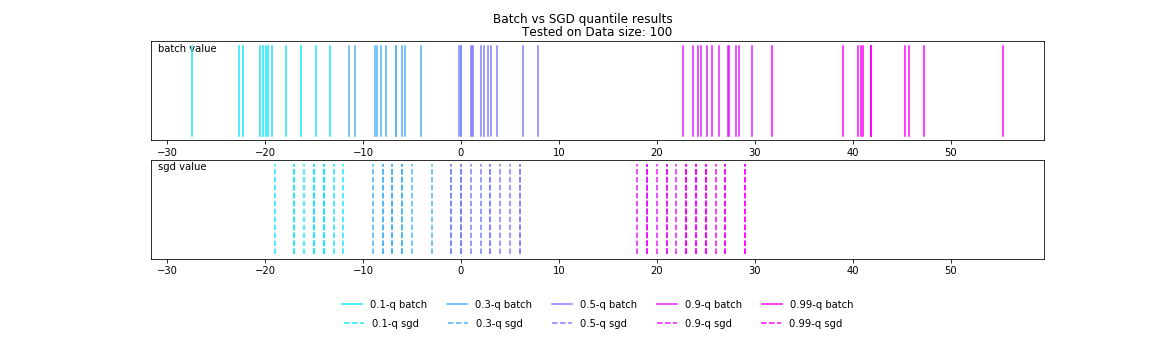 Batch vs SGD quantile results
Tested on Data size: 100
batch value
−30 −20 −10 0 10 20 30 40 50
sgd value
−30 −20 −10 0 10 20 30 40 50
0.1-q batch 0.3-q batch 0.5-q batch 0.9-q batch 0.99-q batch
0.1-q sgd 0.3-q sgd 0.5-q sgd 0.9-q sgd 0.99-q sgd